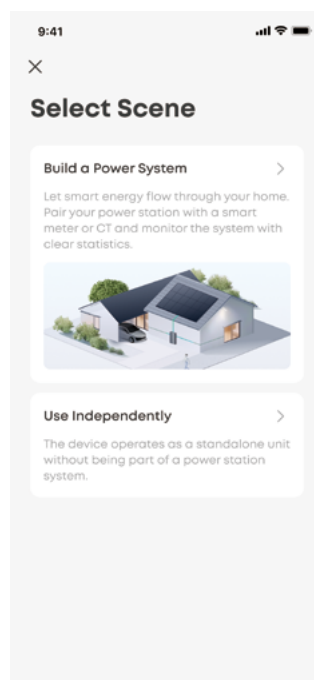 9:41
Select Scene
Build a Power System
Let smart energy flow through your home.
Pair your power station with a smart
meter or CT and monitor the system with
clear statistics.
Use Independently
The device operates as a standalone unit
without being part of a power station
system.